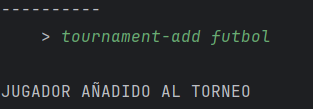 ----------
> tournament-add futbol
JUGADOR AÑADIDO AL TORNEO